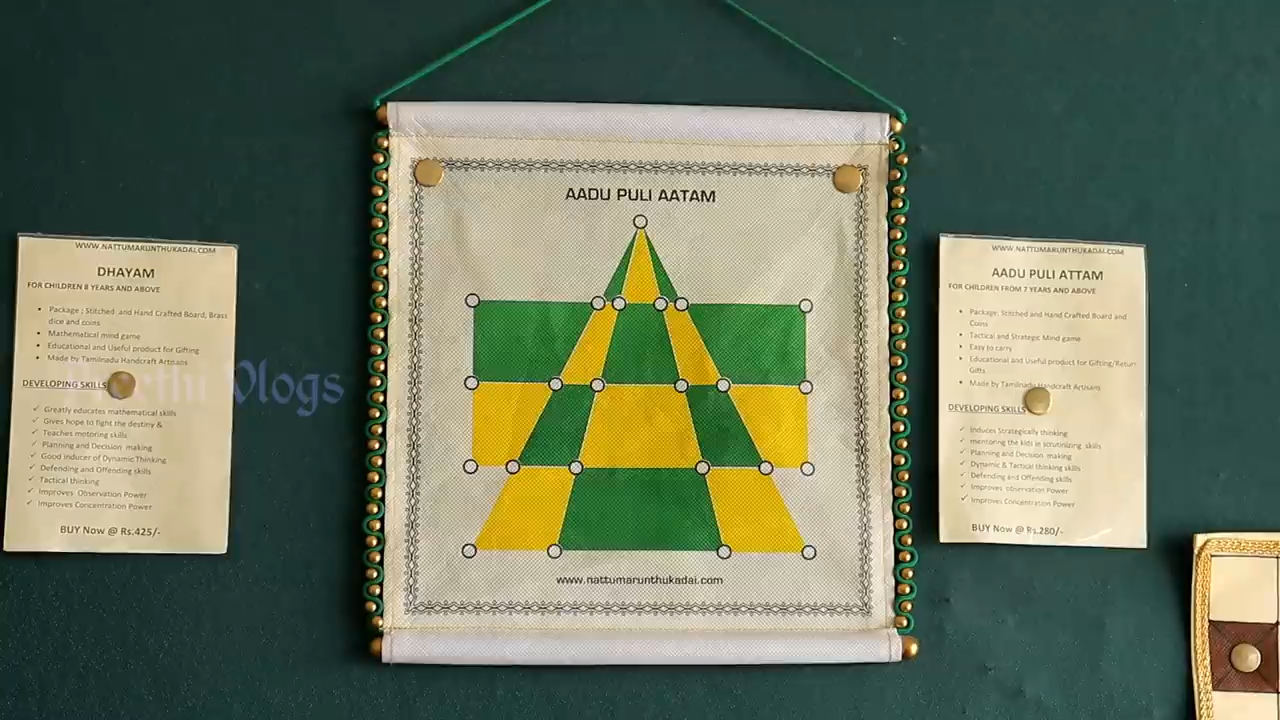 WWW.NATTUMARUNTHUKADAI.COM
DHAYAM
FOR CHILDREN 8 YEARS AND ABOVE
• Package : Stitched and Hand Crafted Board, Brass
dice and coins
• Mathematical mind game
• Educational and Useful product for Gifting
• Made by Tamilnadu Handcraft Artisans
DEVELOPING SKILLS
✓ Greatly educates mathematical skills
✓ Gives hope to fight the destiny &
✓ Teaches motoring skills
✓ Planning and Decision making
✓ Good inducer of Dynamic Thinking
✓ Defending and Offending skills
✓ Tactical thinking
✓ Improves Observation Power
✓ Improves Concentration Power
BUY Now @ Rs.425/-
Vlogs
AADU PULI AATAM
www.nattumarunthukadai.com
WWW.NATTUMARUNTHUKADAI.COM
AADU PULI ATTAM
FOR CHILDREN FROM 7 YEARS AND ABOVE
• Package: Stitched and Hand Crafted Board and
Coins
• Tactical and Strategic Mind game
• Easy to carry
• Educational and Useful product for Gifting/Return
Gifts
• Made by Tamilnadu Handcraft Artisans
DEVELOPING SKILLS
✓ Induces Strategically thinking
✓ mentoring the kids in scrutinizing skills
✓ Planning and Decision making
✓ Dynamic & Tactical thinking skills
✓ Defending and Offending skills
✓ Improves observation Power
✓ Improves Concentration Power
BUY Now @ Rs.280/-